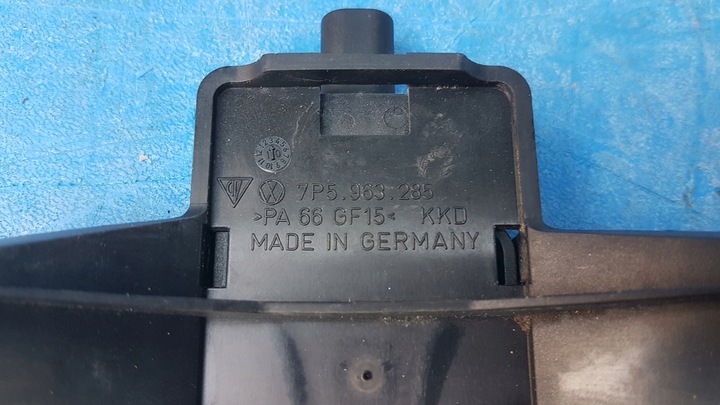 7P5.963.285
>PA 66 GF15< KKD
MADE IN GERMANY